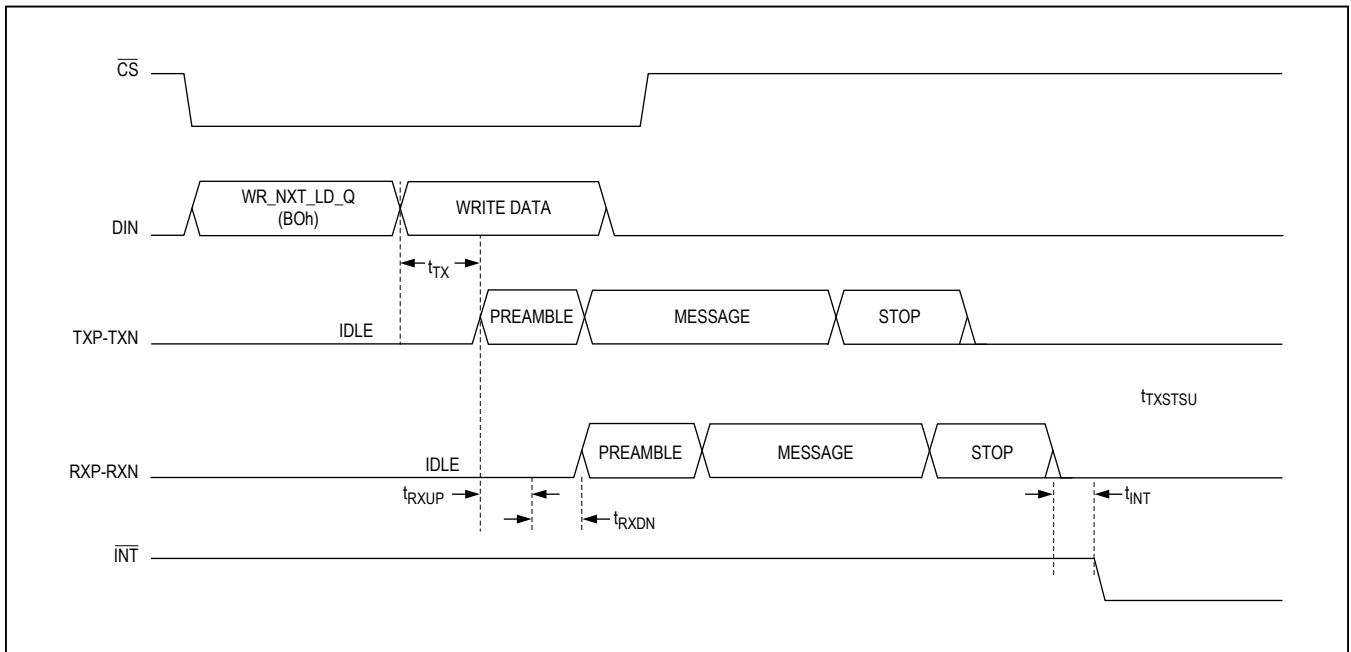 CS
WR_NXT_LD_Q
(BOh)
WRITE DATA
DIN
tTX
PREAMBLE
MESSAGE
STOP
IDLE
TXP-TXN
tTXSTSU
PREAMBLE
MESSAGE
STOP
IDLE
RXP-RXN
tRXUP
tINT
tRXDN
INT